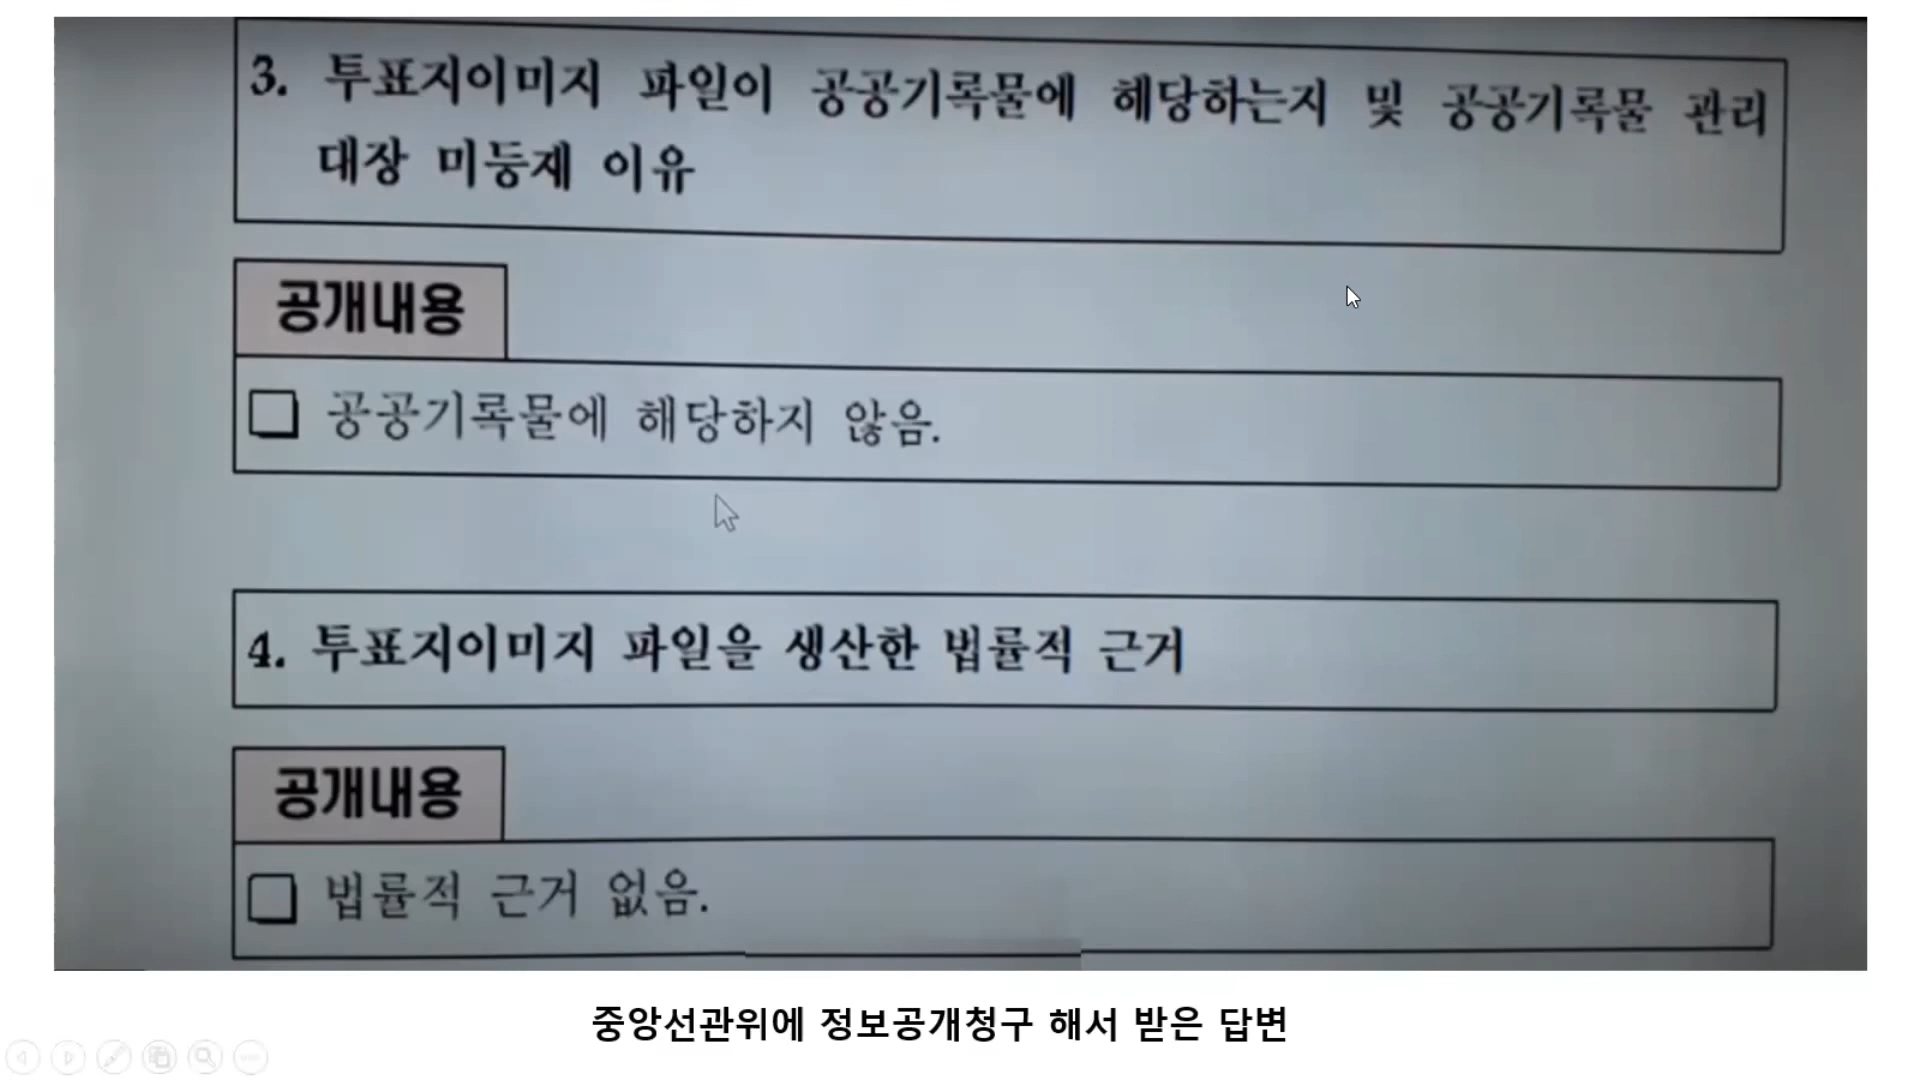 3. 투표지이미지 파일이 공공기록물에 해당하는지 및 공공기록물 관리
대장 미등재 이유
공개내용
❏ 공공기록물에 해당하지 않음.
4. 투표지이미지 파일을 생산한 법률적 근거
공개내용
❏ 법률적 근거 없음.
중앙선관위에 정보공개청구 해서 받은 답변